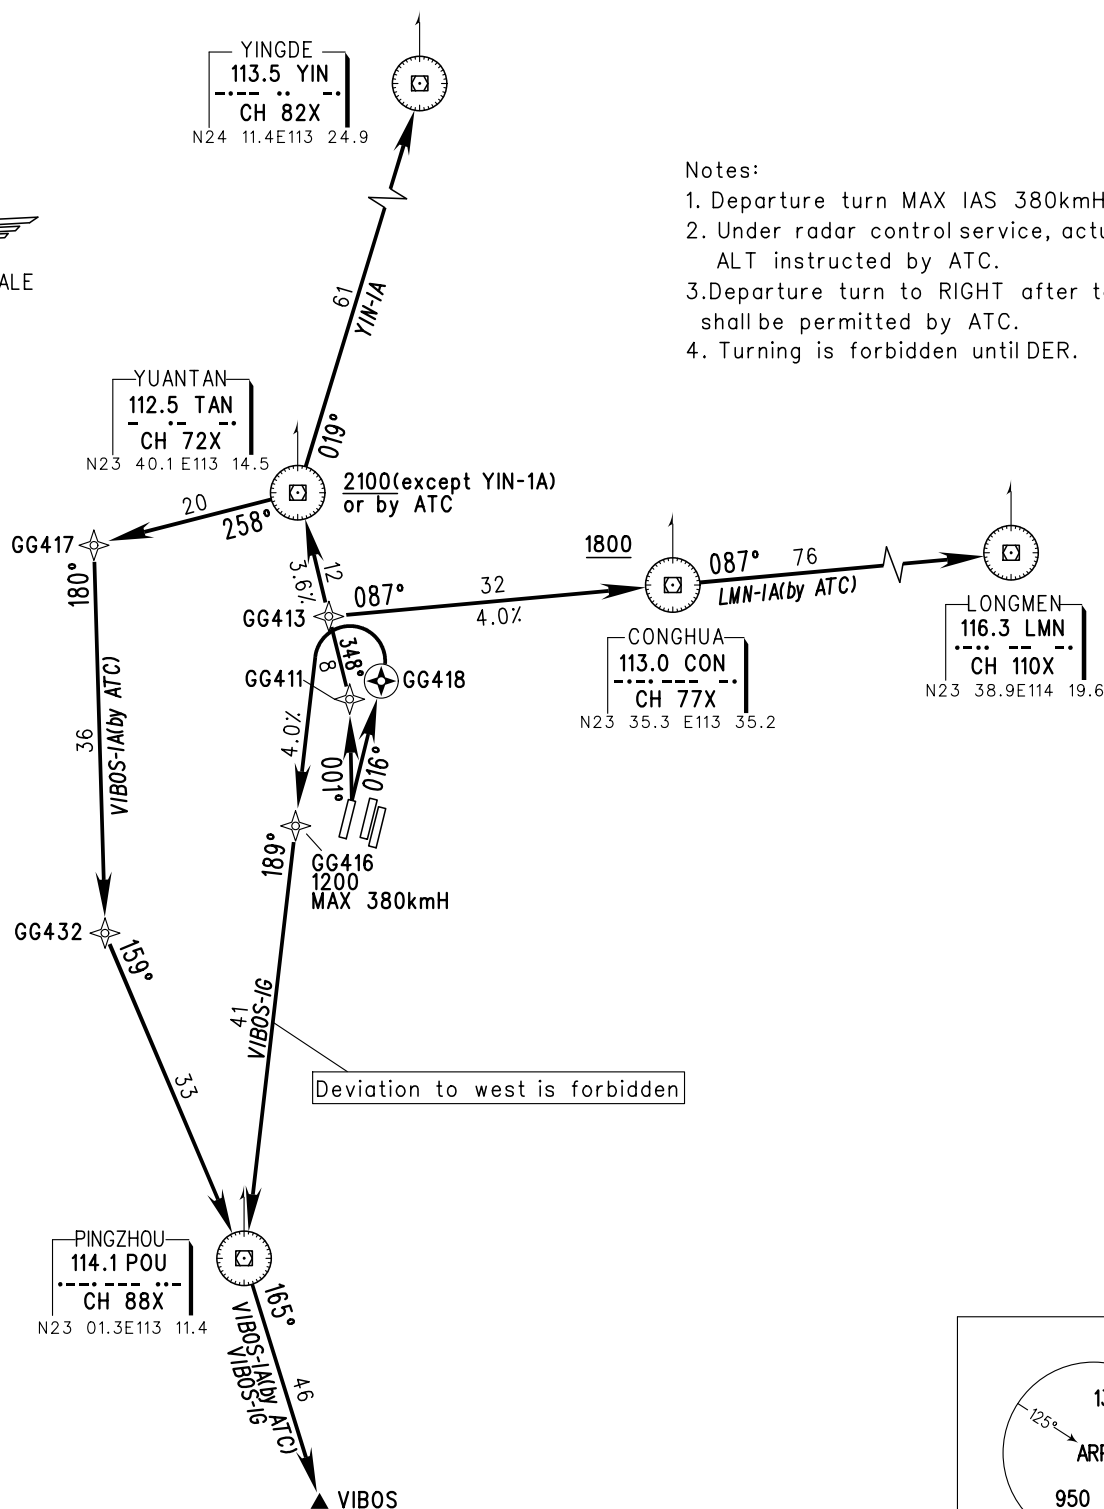 YINGDE
113.5 YIN
CH 82X
N24 11.4E113 24.9
Notes:
1. Departure turn MAX IAS 380kmH
2. Under radar control service, actu
ALT instructed by ATC.
3.Departure turn to RIGHT after t
shall be permitted by ATC.
4. Turning is forbidden until DER.
ALE
61
YIN-1A
YUANTAN
112.5 TAN
CH 72X
N23 40.1 E113 14.5
019°
2100(except YIN-1A)
or by ATC
20
258°
GG417
180°
12
3.6%
1800
087°
76
LMN-1A(by ATC)
087°
32
4.0%
GG413
LONGMEN
116.3 LMN
CH 110X
N23 38.9E114 19.6
CONGHUA
113.0 CON
CH 77X
N23 35.3 E113 35.2
348°
8
GG411
GG418
36
VIBOS-1A(by ATC)
4.0%
001°
016°
189°
GG416
1200
MAX 380kmH
GG432
159°
41
VIBOS-1G
33
Deviation to west is forbidden
PINGZHOU
114.1 POU
CH 88X
N23 01.3E113 11.4
165°
VIBOS-1A(by ATC)
VIBOS-1G
46
VIBOS
125°
ARP
950